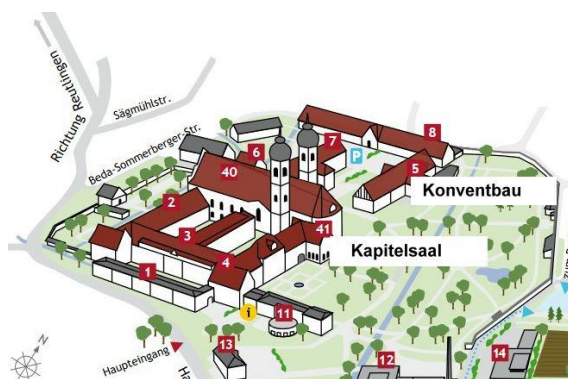 Richtung Reutlingen
Sägmühlstr.
Beda-Sommerberger-Str.
7
8
P
6
5
40
Konventbau
2
41
3
Kapitelsaal
4
1
i
11
13
Haupteingang
12
14
N